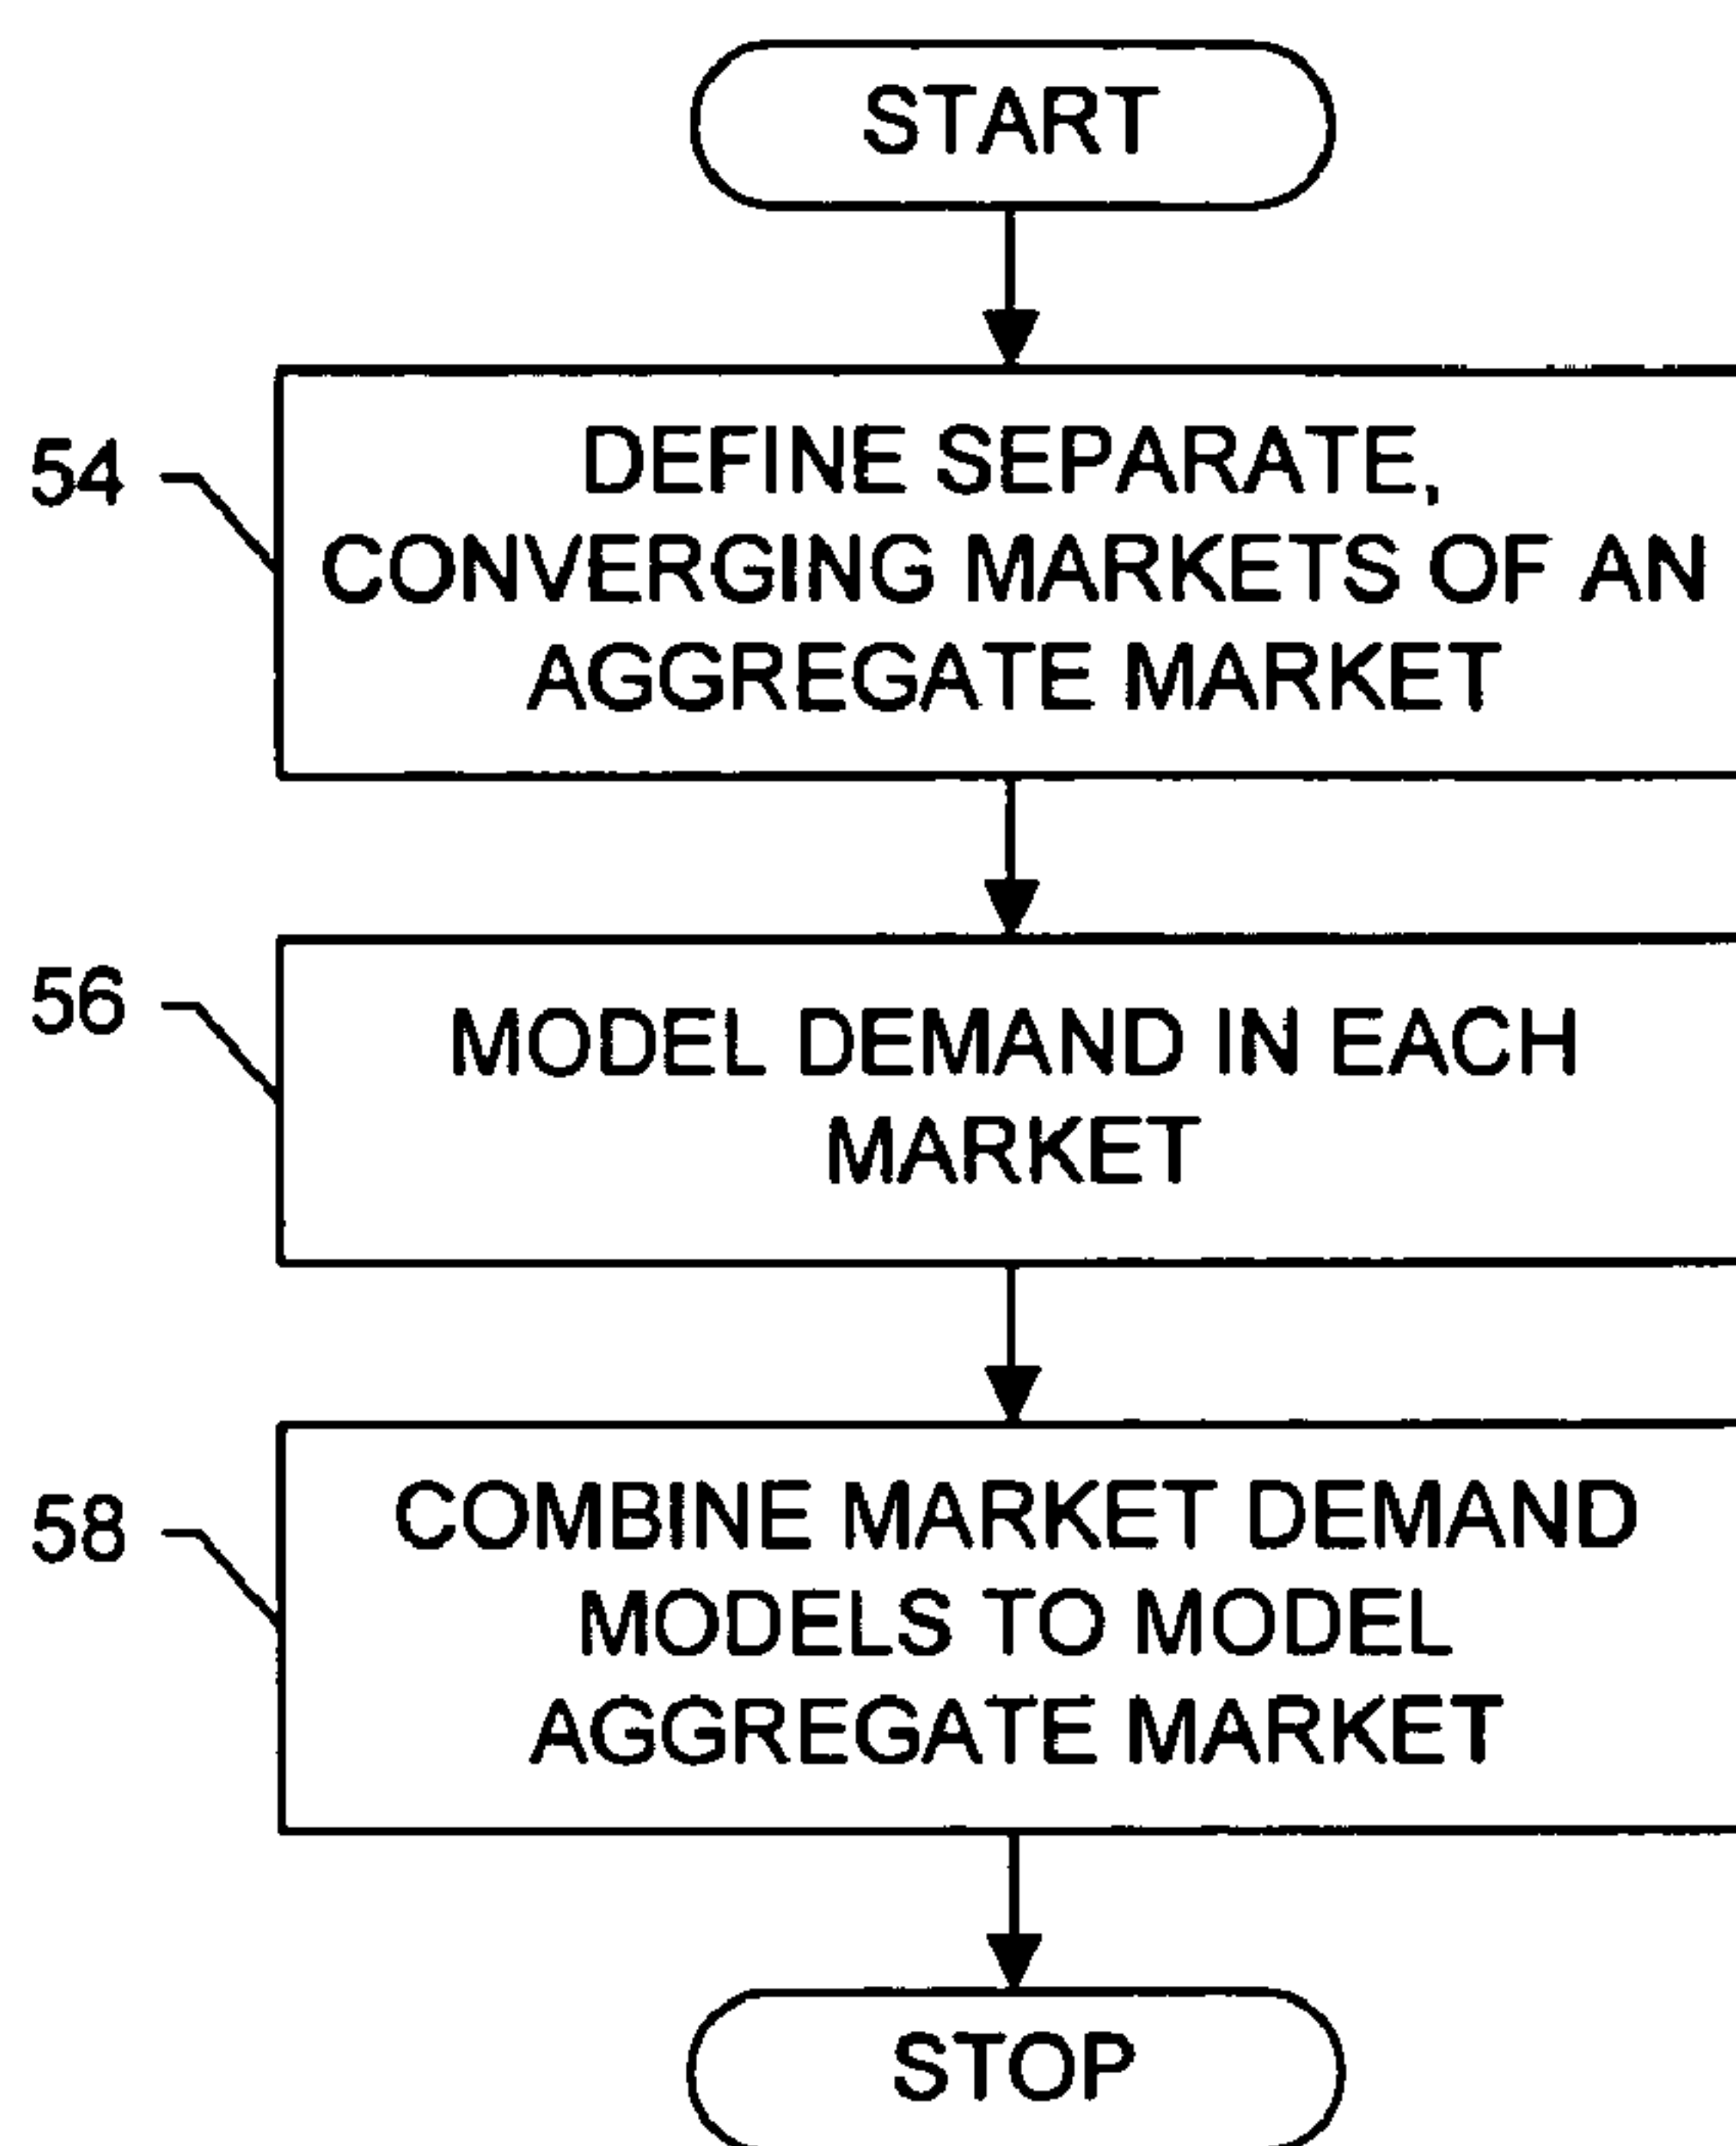 START
54
DEFINE SEPARATE,
CONVERGING MARKETS OF AN
AGGREGATE MARKET
56
MODEL DEMAND IN EACH
MARKET
58
COMBINE MARKET DEMAND
MODELS TO MODEL
AGGREGATE MARKET
STOP